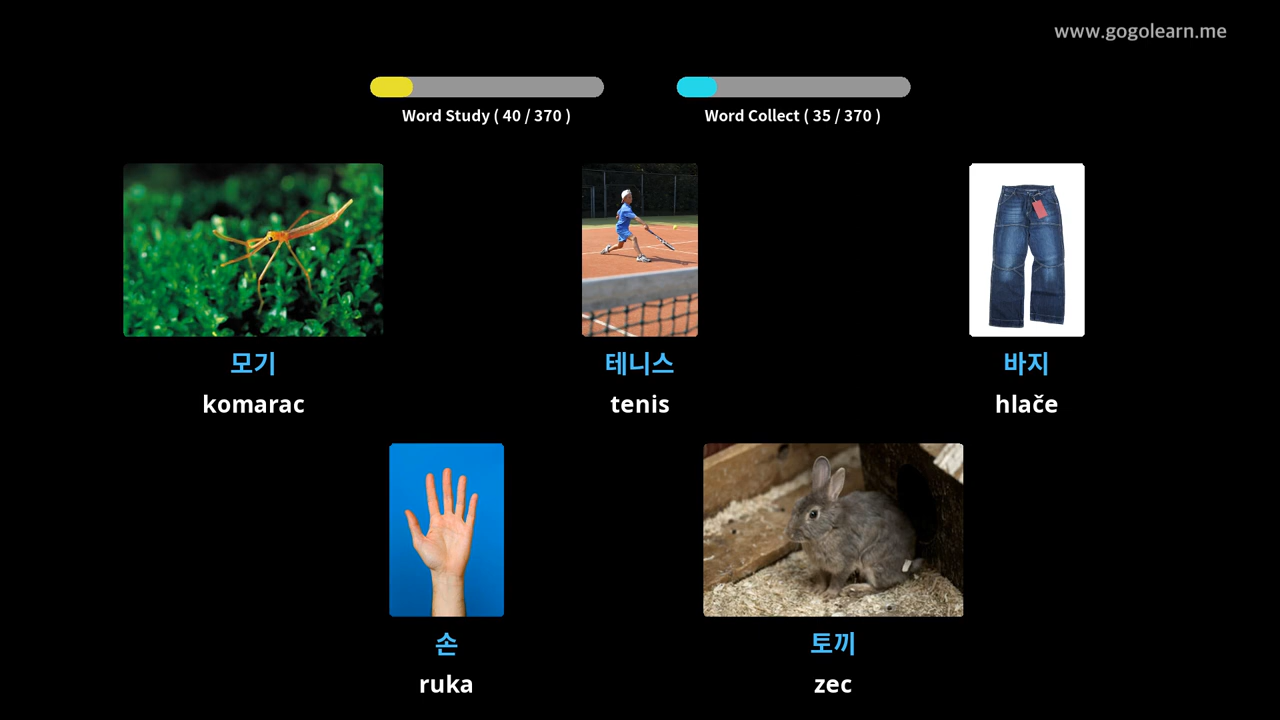 www.gogolearn.me
Word Study ( 40 / 370 )
Word Collect ( 35 / 370 )
모기
komarac
테니스
tenis
바지
hlače
손
ruka
토끼
zec